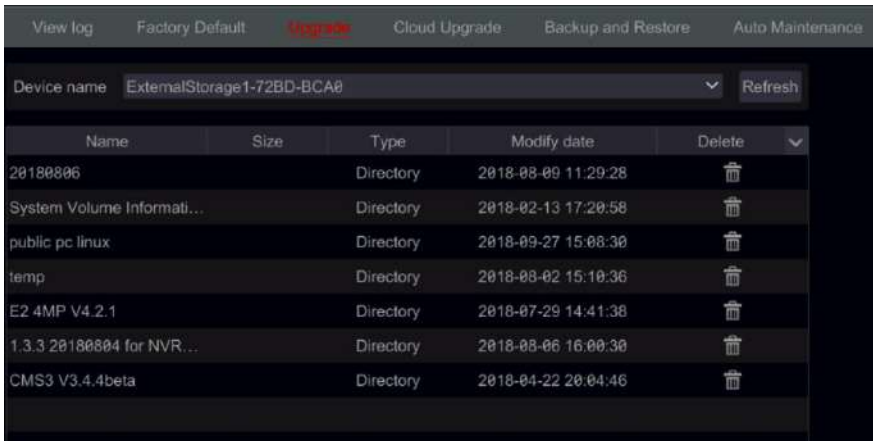 View log Factory Default Upgrade Cloud Upgrade Backup and Restore Auto Maintenance
Device name ExternalStorage1-72BD-BCA0 Refresh
Name Size Type Modify date Delete
20180806 Directory 2018-08-09 11:29:28
System Volume Informati... Directory 2018-02-13 17:20:58
public pc linux Directory 2018-09-27 15:08:30
temp Directory 2018-08-02 15:10:36
E2 4MP V4.2.1 Directory 2018-07-29 14:41:38
1.3.3 20180804 for NVR... Directory 2018-08-06 16:00:30
CMS3 V3.4.4beta Directory 2018-04-22 20:04:46